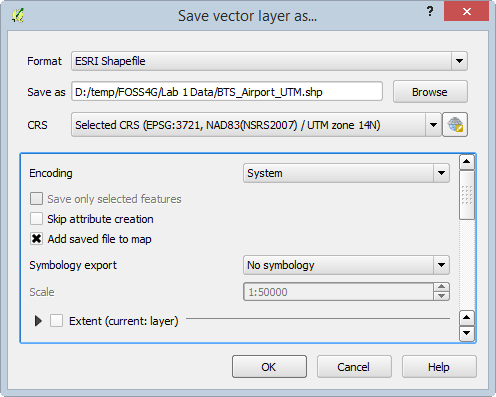 Save vector layer as...
?
Format ESRI Shapefile
Save as D:/temp/FOSS4G/Lab 1 Data/BTS_Airport_UTM.shp Browse
CRS Selected CRS (EPSG:3721, NAD83(NSRS2007) / UTM zone 14N)
Encoding System
Save only selected features
Skip attribute creation
Add saved file to map
Symbology export No symbology
Scale 1:50000
Extent (current: layer)
OK Cancel Help